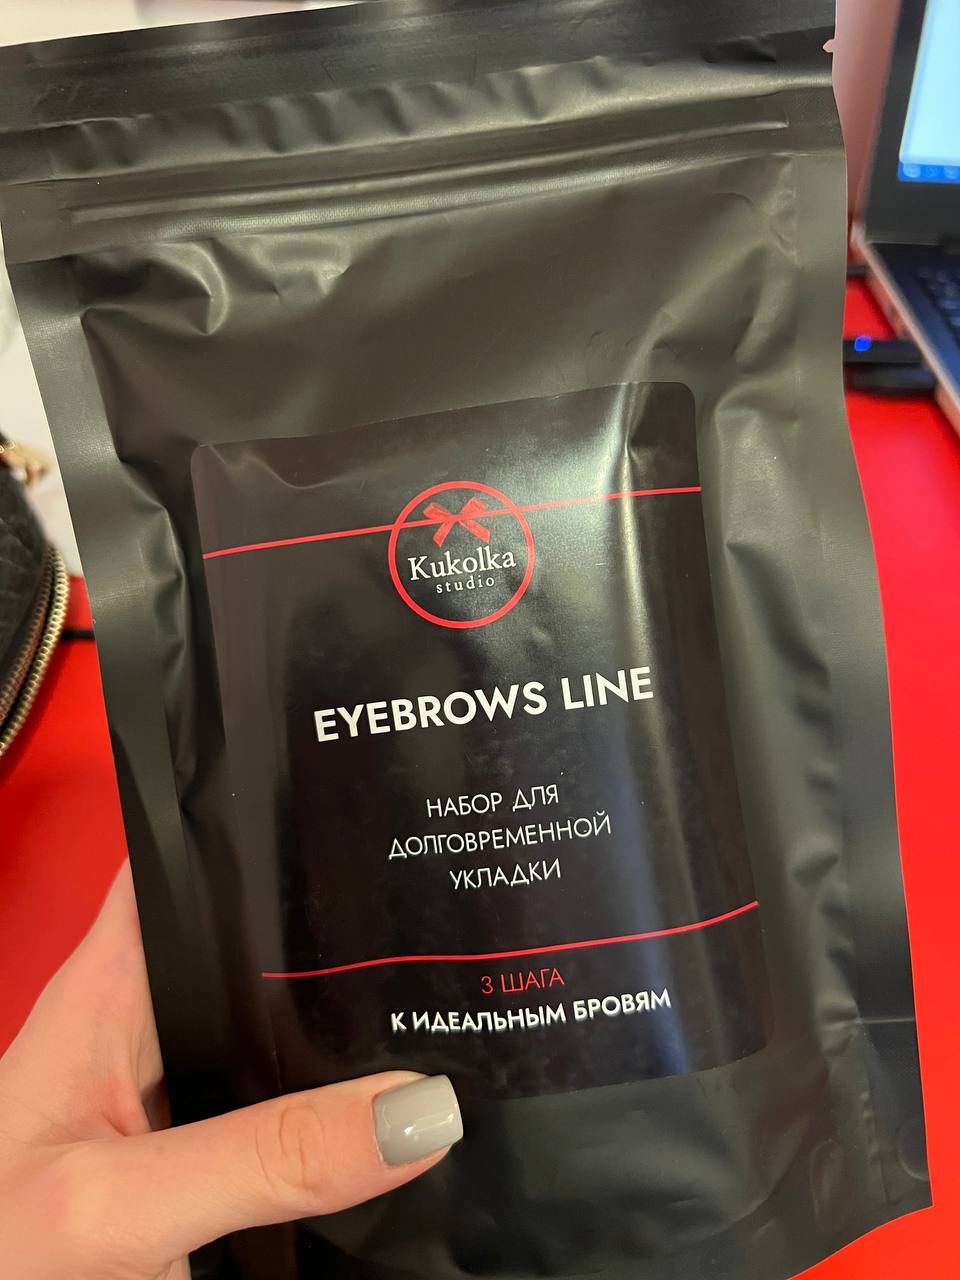 Kukolka
studio
EYEBROWS LINE
НАБОР ДЛЯ
ДОЛГОВРЕМЕННОЙ
УКЛАДКИ
3 ШАГА
К ИДЕАЛЬНЫМ БРОВЯМ